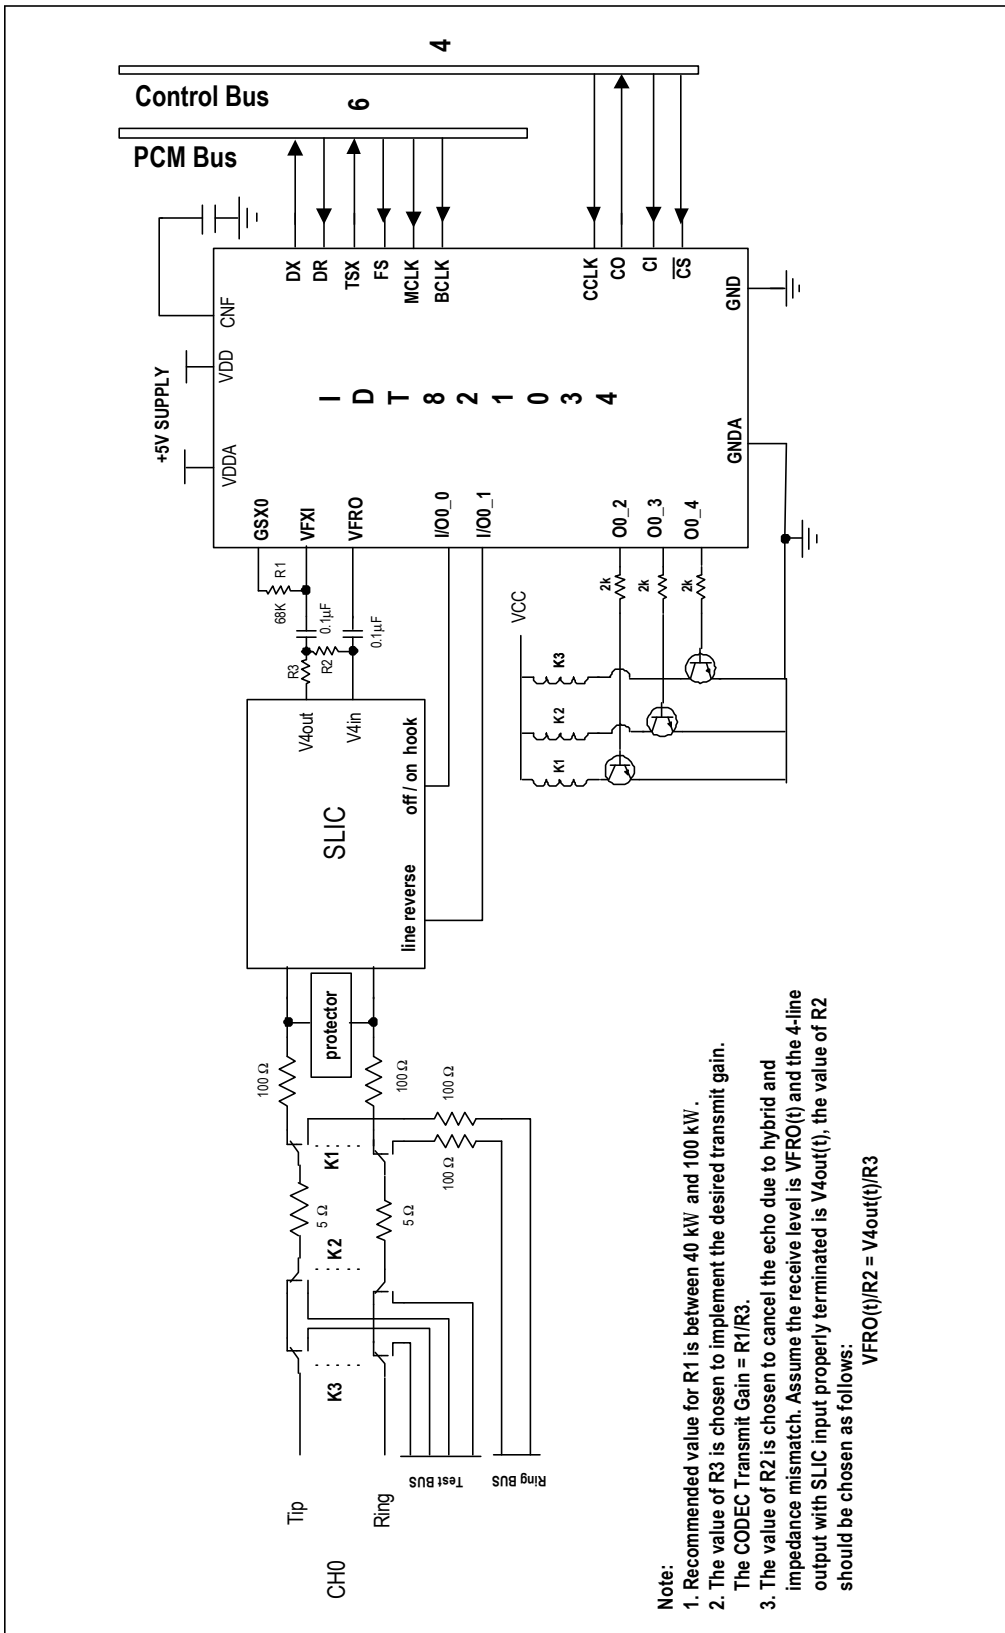 Control Bus
4
PCM Bus
6
+5V SUPPLY
VDDA
VDD
CNF
DX
DR
TSX
FS
MCLK
BCLK
CCLK
CO
CI
CS
IDT821034
GSX0
VFXI
VFRO
I/O0_0
I/O0_1
O0_2
O0_3
O0_4
GNDA
GND
R1
68K
0.1μF
R3
R2
0.1μF
2k
2k
2k
VCC
K1
K2
K3
V4out
V4in
SLIC
line reverse
off / on hook
protector
100 Ω
100 Ω
100 Ω
100 Ω
K1
5 Ω
5 Ω
K2
K3
Tip
Ring
CH0
Test BUS
Ring BUS
Note:
1. Recommended value for R1 is between 40 kW and 100 kW .
2. The value of R3 is chosen to implement the desired transmit gain.
The CODEC Transmit Gain = R1/R3.
3. The value of R2 is chosen to cancel the echo due to hybrid and
impedance mismatch. Assume the receive level is VFRO(t) and the 4-line
output with SLIC input properly terminated is V4out(t), the value of R2
should be chosen as follows:
VFRO(t)/R2 = V4out(t)/R3